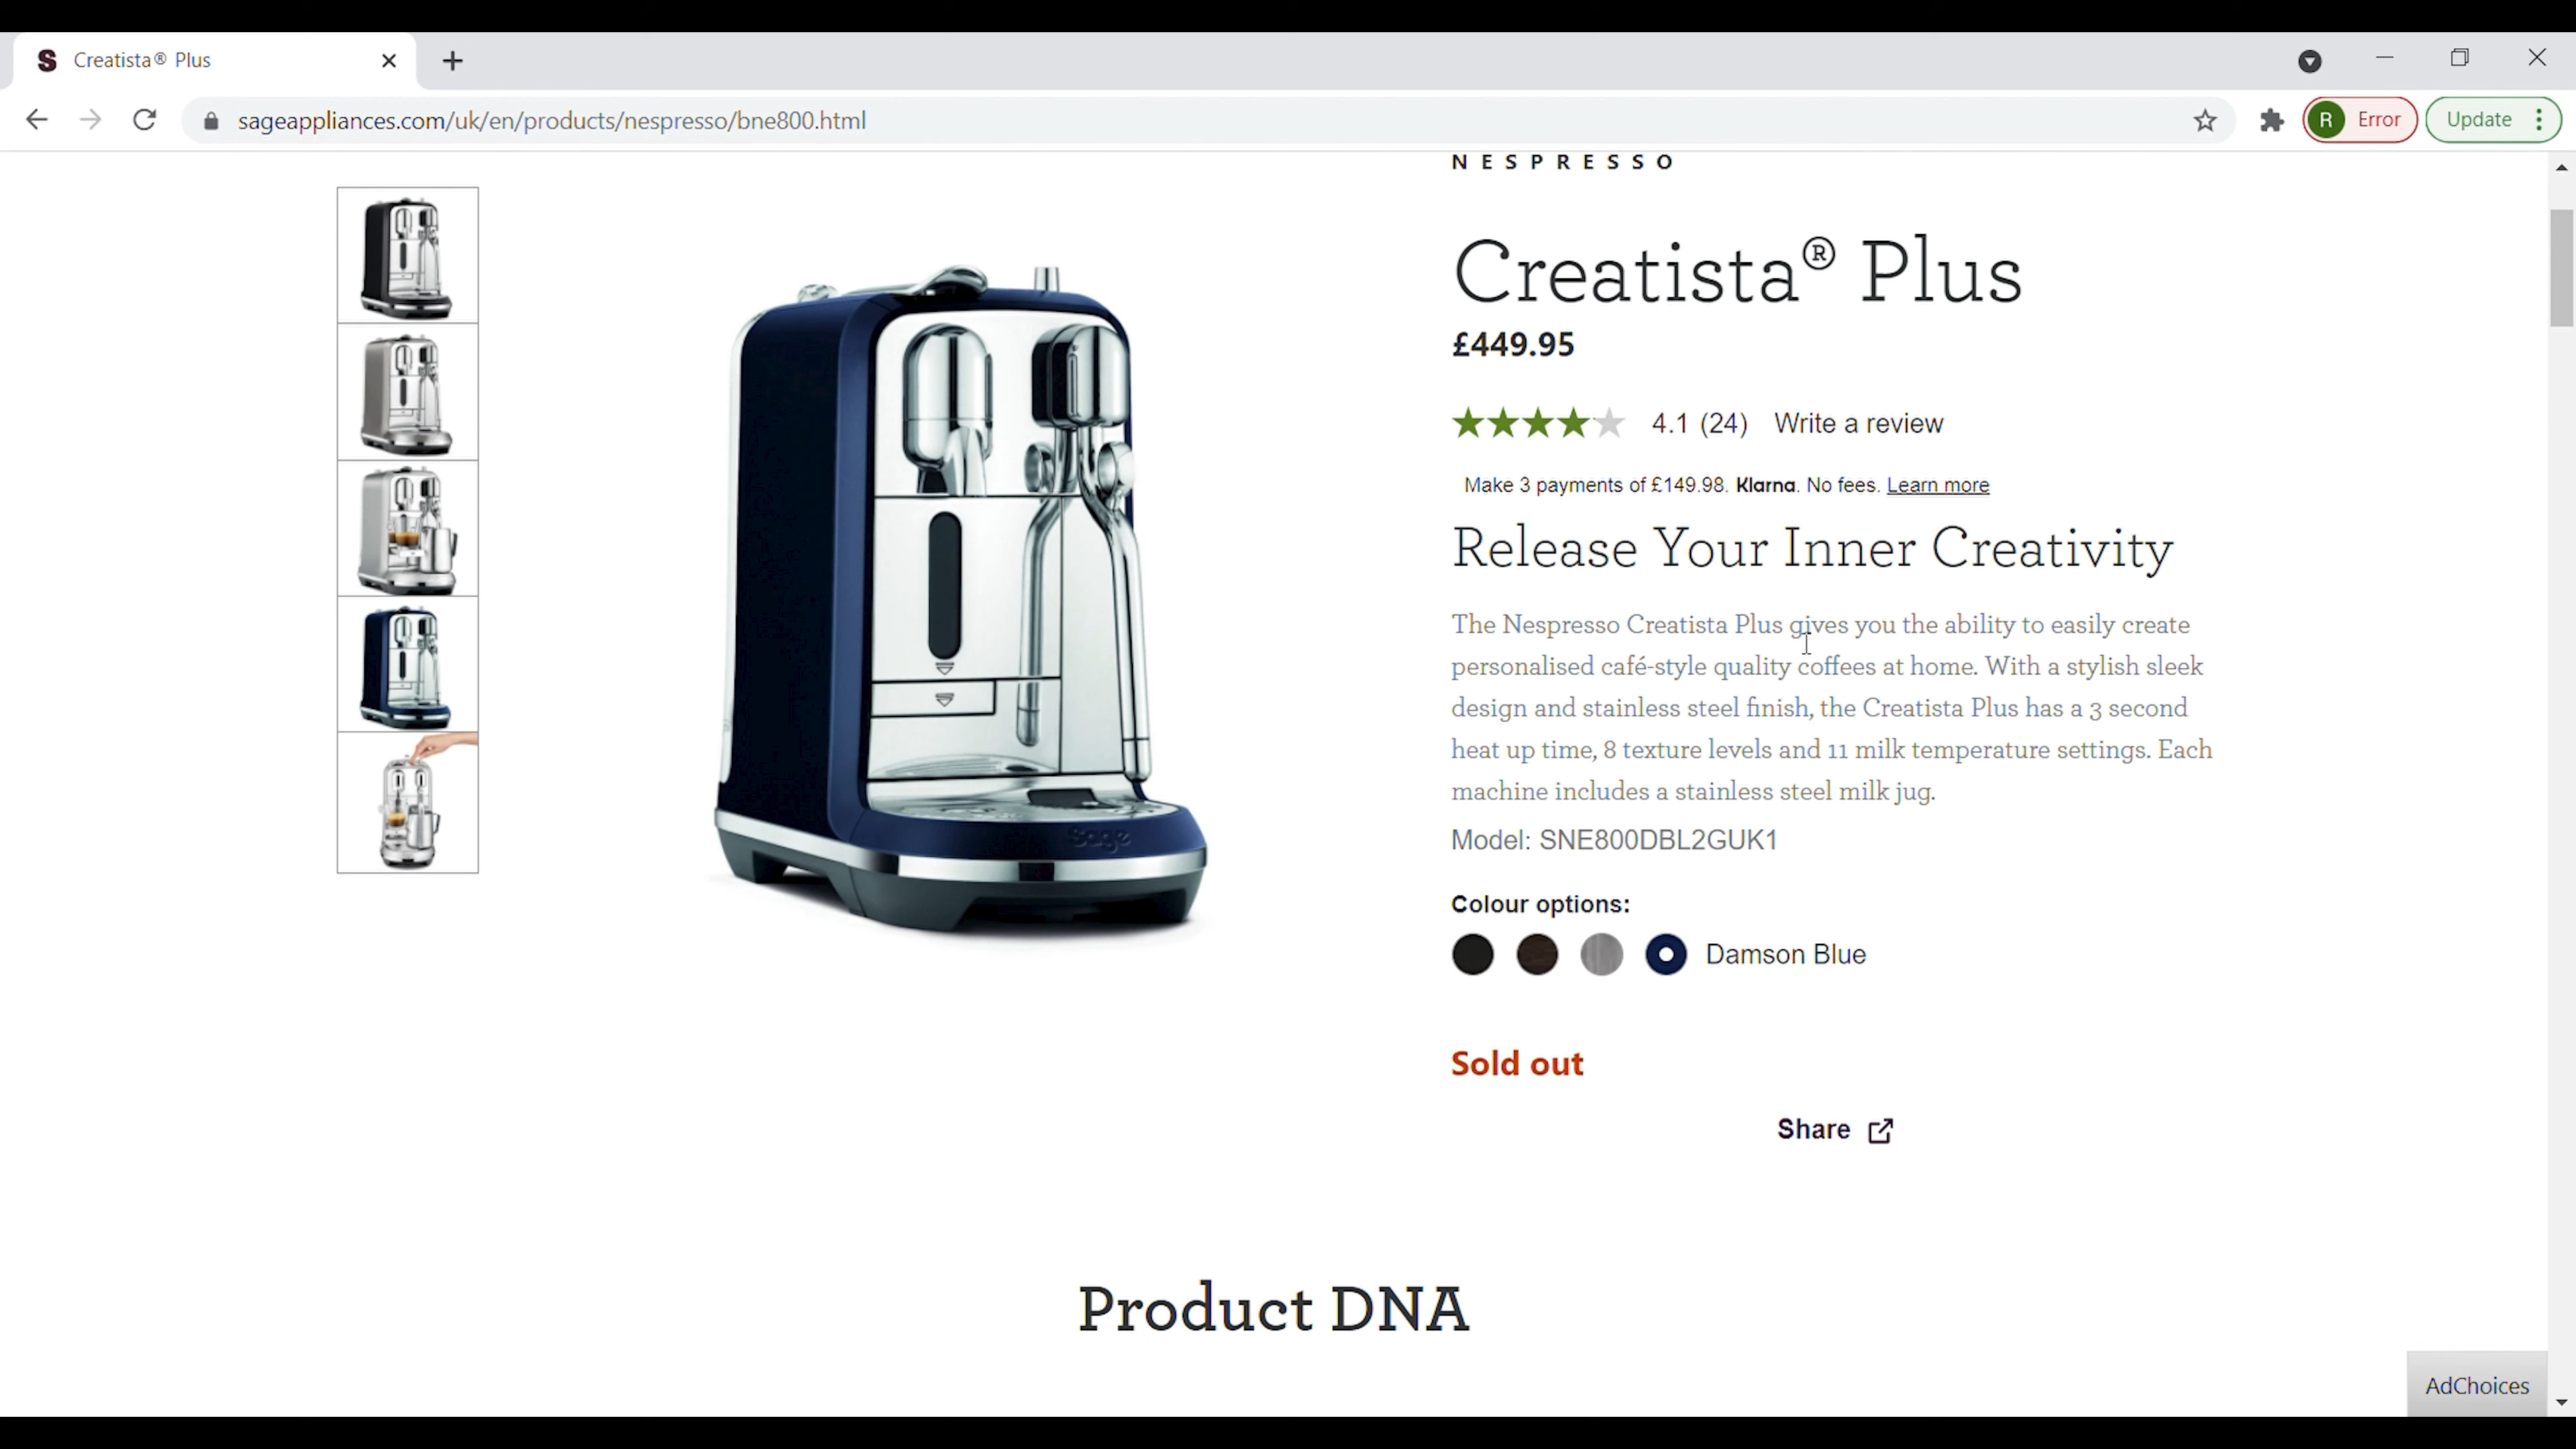 S Creatista® Plus
sageappliances.com/uk/en/products/nespresso/bne800.html
R Error
Update
NESPRESSO
Creatista® Plus
£449.95
4.1 (24) Write a review
Make 3 payments of £149.98. Klarna. No fees. Learn more
Release Your Inner Creativity
The Nespresso Creatista Plus gives you the ability to easily create
personalised café-style quality coffees at home. With a stylish sleek
design and stainless steel finish, the Creatista Plus has a 3 second
heat up time, 8 texture levels and 11 milk temperature settings. Each
machine includes a stainless steel milk jug.
Model: SNE800DBL2GUK1
Colour options:
Damson Blue
Sage
Sold out
Share
Product DNA
AdChoices